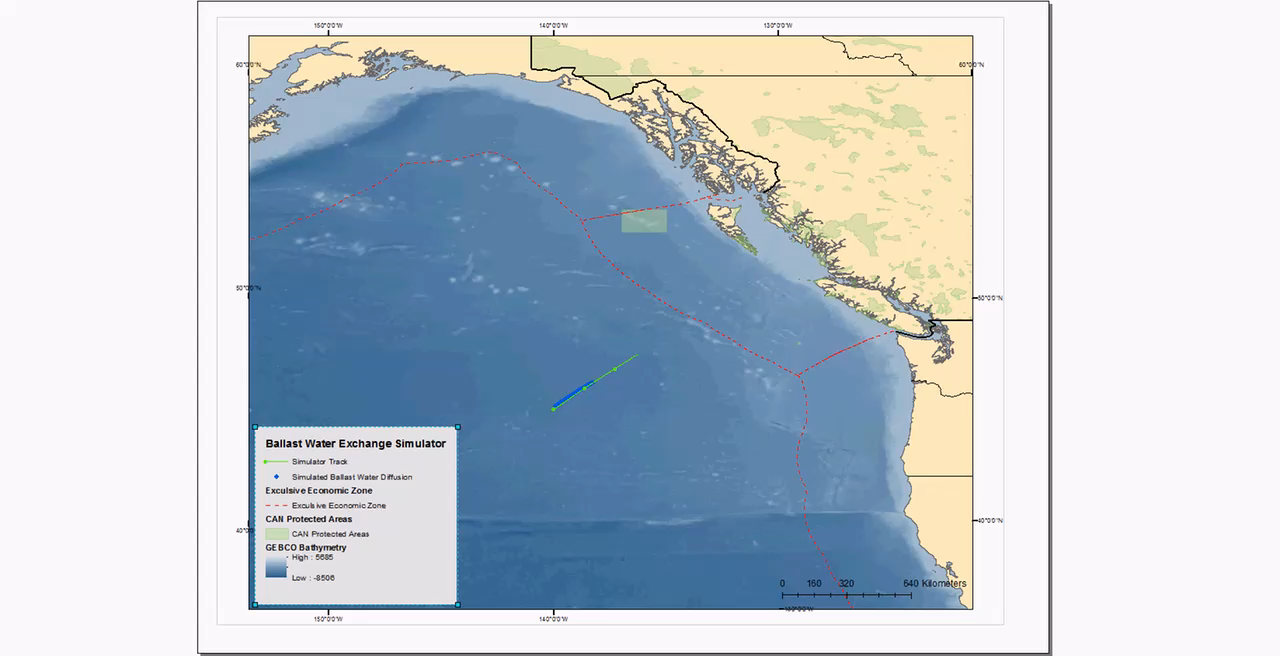 150°0'0"W 140°0'0"W 130°0'0"W
60°0'0"N 60°0'0"N
50°0'0"N 50°0'0"N
Ballast Water Exchange Simulator
Simulator Track
Simulated Ballast Water Diffusion
Exculsive Economic Zone
Exculsive Economic Zone
CAN Protected Areas
CAN Protected Areas
GEBCO Bathymetry
High : 5685
Low : -8506
40°0'0"N 40°0'0"N
0 160 320 640 Kilometers
150°0'0"W 140°0'0"W